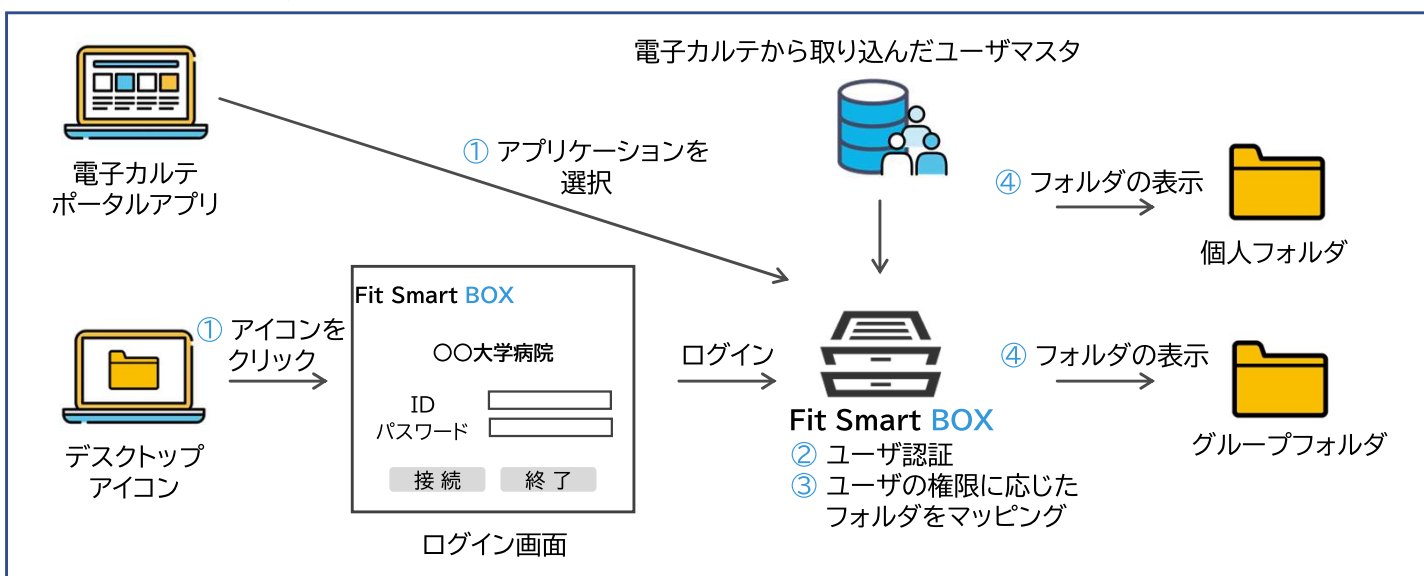 電子カルテから取り込んだユーザマスタ
電子カルテ
ポータルアプリ
① アプリケーションを
選択
④ フォルダの表示
個人フォルダ
デスクトップ
アイコン
① アイコンを
クリック
Fit Smart BOX
〇〇大学病院
ID
パスワード
接 続
終 了
ログイン画面
ログイン
Fit Smart BOX
② ユーザ認証
③ ユーザの権限に応じた
フォルダをマッピング
④ フォルダの表示
グループフォルダ